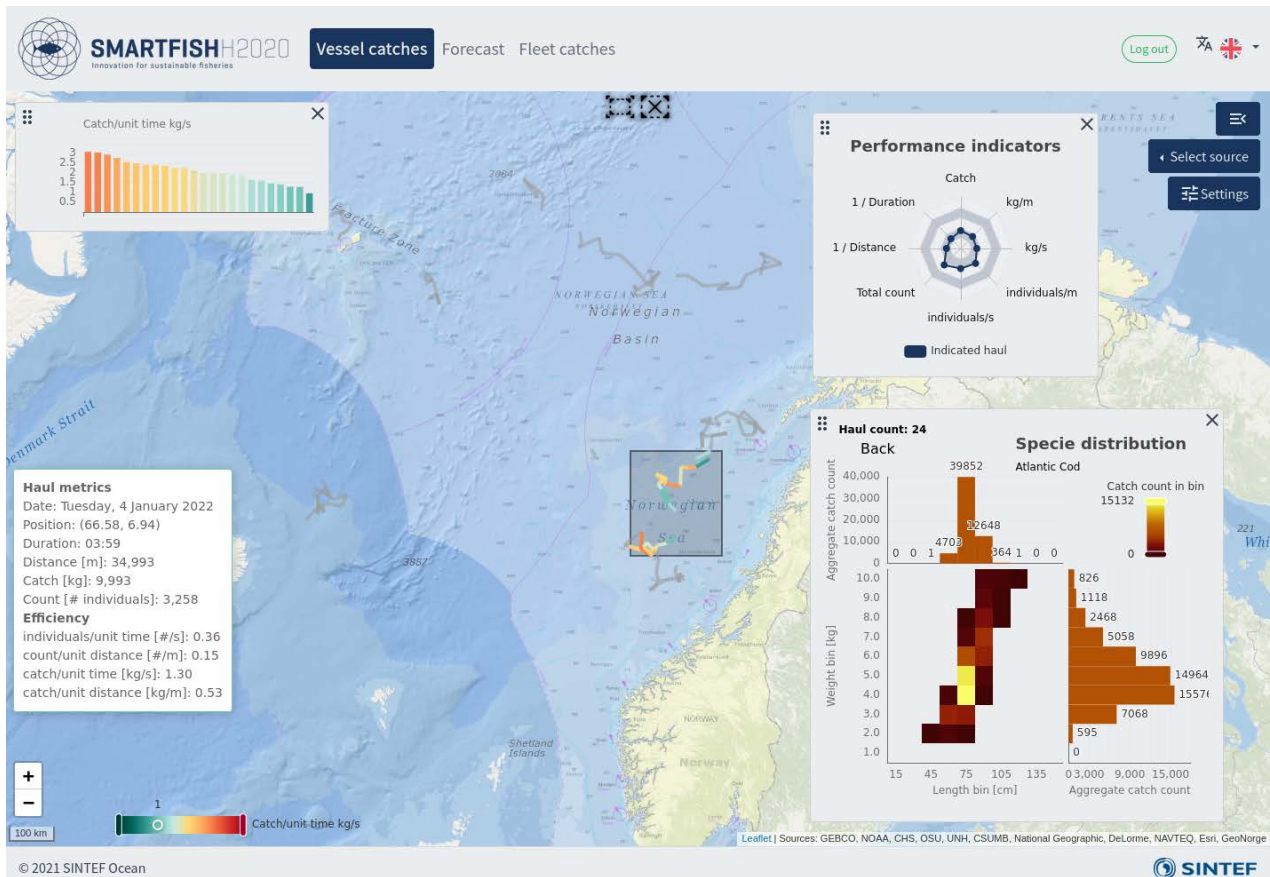 SMARTFISHH2020
Innovation for sustainable fisheries
Vessel catches
Forecast
Fleet catches
Log out
Catch/unit time kg/s
3
2.5
2
1.5
1
0.5
Performance indicators
Catch
1 / Duration
kg/m
1 / Distance
kg/s
Total count
individuals/m
individuals/s
Indicated haul
Select source
Settings
2084
Fracture Zone
NORWEGIAN SEA
Norwegian
Basin
Denmark Strait
3857
Norwegian
Sea
Shetland
Islands
NORWAY
Norway
221
Haul metrics
Date: Tuesday, 4 January 2022
Position: (66.58, 6.94)
Duration: 03:59
Distance [m]: 34,993
Catch [kg]: 9,993
Count [# individuals]: 3,258
Efficiency
individuals/unit time [#/s]: 0.36
count/unit distance [#/m]: 0.15
catch/unit time [kg/s]: 1.30
catch/unit distance [kg/m]: 0.53
Haul count: 24
Back
Specie distribution
Atlantic Cod
Aggregate catch count
40,000
30,000
20,000
10,000
0
0 0 1 4703 39852 12648 364 1 0 0
Catch count in bin
15132
0
Weight bin [kg]
10.0
9.0
8.0
7.0
6.0
5.0
4.0
3.0
2.0
1.0
826
1118
2468
5058
9896
14964
15576
7068
595
0
15 45 75 105 135
Length bin [cm]
0 3,000 9,000 15,000
Aggregate catch count
+
−
100 km
1
Catch/unit time kg/s
Leaflet | Sources: GEBCO, NOAA, CHS, OSU, UNH, CSUMB, National Geographic, DeLorme, NAVTEQ, Esri, GeoNorge
© 2021 SINTEF Ocean
SINTEF